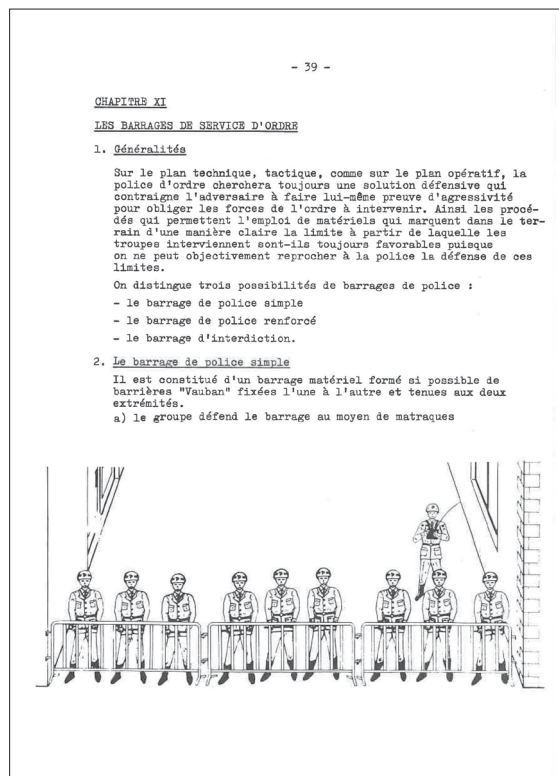 - 39 -
CHAPITRE XI
LES BARRAGES DE SERVICE D'ORDRE
1. Généralités
Sur le plan technique, tactique, comme sur le plan opératif, la
police d'ordre cherchera toujours une solution défensive qui
contraigne l'adversaire à faire lui-même preuve d'agressivité
pour obliger les forces de l'ordre à intervenir. Ainsi les procé-
dés qui permettent l'emploi de matériels qui marquent dans le ter-
rain d'une manière claire la limite à partir de laquelle les
troupes interviennent sont-ils toujours favorables puisque
on ne peut objectivement reprocher à la police la défense de ces
limites.
On distingue trois possibilités de barrages de police :
- le barrage de police simple
- le barrage de police renforcé
- le barrage d'interdiction.
2. Le barrage de police simple
Il est constitué d'un barrage matériel formé si possible de
barrières "Vauban" fixées l'une à l'autre et tenues aux deux
extrémités.
a) le groupe défend le barrage au moyen de matraques